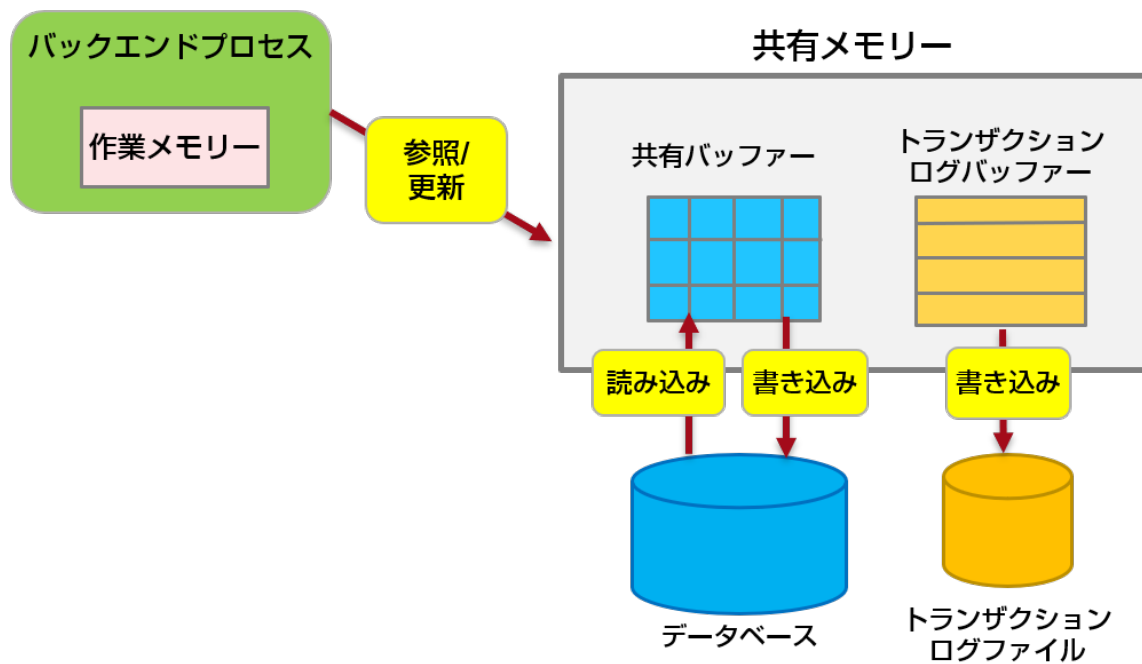 バックエンドプロセス
作業メモリー
参照/
更新
共有メモリー
共有バッファー
トランザクション
ログバッファー
読み込み
書き込み
書き込み
データベース
トランザクション
ログファイル